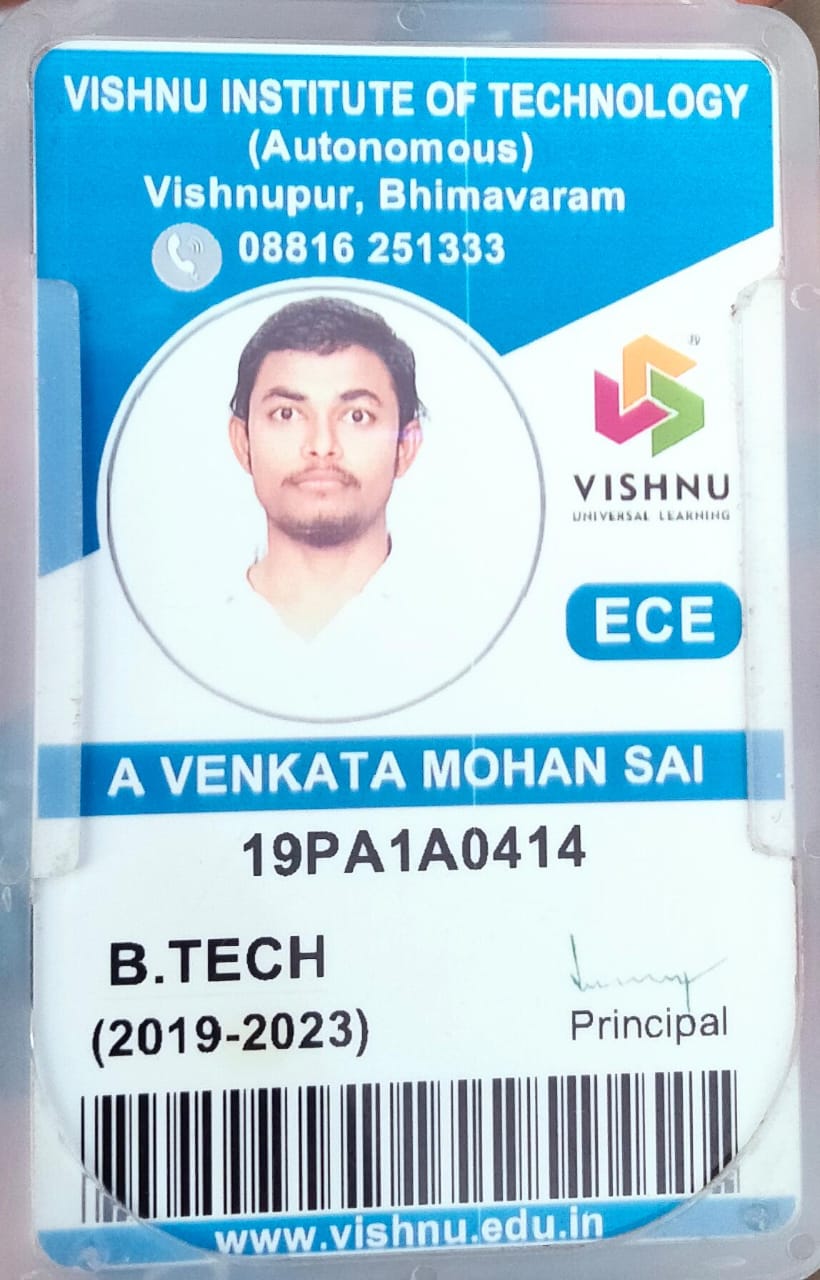 VISHNU INSTITUTE OF TECHNOLOGY
(Autonomous)
Vishnupur, Bhimavaram
08816 251333
VISHNU
UNIVERSAL LEARNING
ECE
A VENKATA MOHAN SAI
19PA1A0414
B.TECH
(2019-2023)
Principal
www.vishnu.edu.in